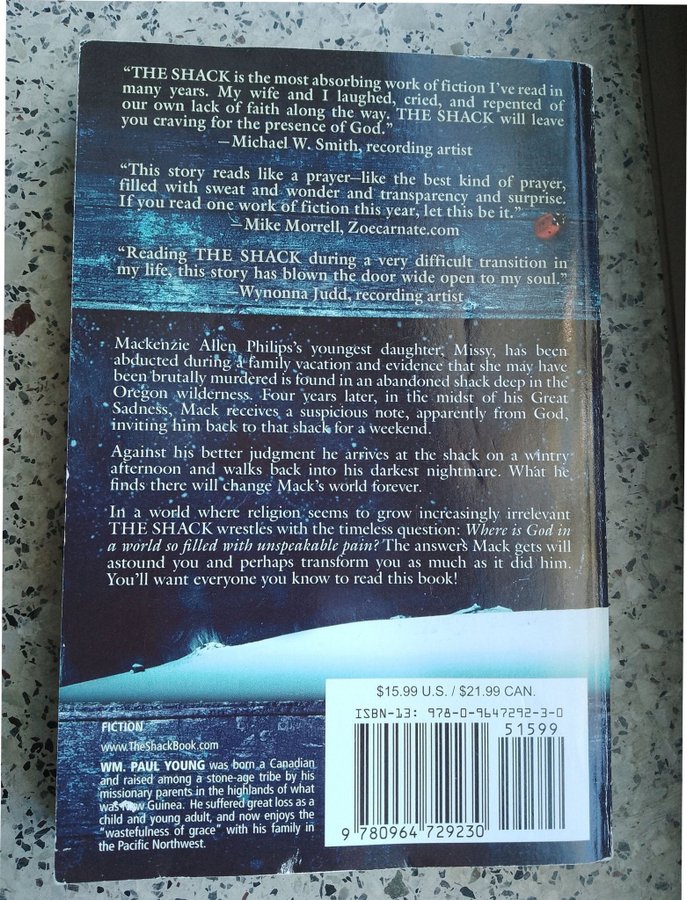 “THE SHACK is the most absorbing work of fiction I’ve read in
many years. My wife and I laughed, cried, and repented of
our own lack of faith along the way. THE SHACK will leave
you craving for the presence of God.”
—Michael W. Smith, recording artist
“This story reads like a prayer—like the best kind of prayer,
filled with sweat and wonder and transparency and surprise.
If you read one work of fiction this year, let this be it.”
—Mike Morrell, Zoecarnate.com
“Reading THE SHACK during a very difficult transition in
my life, this story has blown the door wide open to my soul.”
—Wynonna Judd, recording artist
Mackenzie Allen Philips’s youngest daughter, Missy, has been
abducted during a family vacation and evidence that she may have
been brutally murdered is found in an abandoned shack deep in the
Oregon wilderness. Four years later, in the midst of his Great
Sadness, Mack receives a suspicious note, apparently from God,
inviting him back to that shack for a weekend.
Against his better judgment he arrives at the shack on a wintry
afternoon and walks back into his darkest nightmare. What he
finds there will change Mack’s world forever.
In a world where religion seems to grow increasingly irrelevant
THE SHACK wrestles with the timeless question: Where is God in
a world so filled with unspeakable pain? The answers Mack gets will
astound you and perhaps transform you as much as it did him.
You’ll want everyone you know to read this book!
$15.99 U.S. / $21.99 CAN.
ISBN-13: 978-0-9647292-3-0
51599
9 780964 729230
FICTION
www.TheShackBook.com
WM. PAUL YOUNG was born a Canadian
and raised among a stone-age tribe by his
missionary parents in the highlands of what
was New Guinea. He suffered great loss as a
child and young adult, and now enjoys the
“wastefulness of grace” with his family in
the Pacific Northwest.